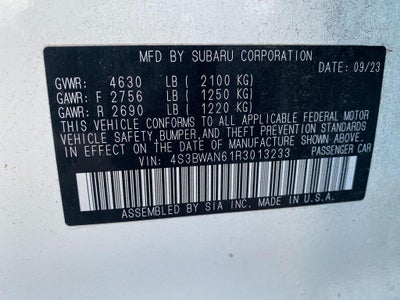 MFD BY SUBARU CORPORATION
DATE: 09/23
GVWR: 4630 LB ( 2100 KG)
GAWR: F 2756 LB ( 1250 KG)
GAWR: R 2690 LB ( 1220 KG)
THIS VEHICLE CONFORMS TO ALL APPLICABLE FEDERAL MOTOR
VEHICLE SAFETY, BUMPER, AND THEFT PREVENTION STANDARDS
IN EFFECT ON THE DATE OF MANUFACTURE SHOWN ABOVE.
VIN: 4S3BWAN61R3013233 PASSENGER CAR
ASSEMBLED BY SIA INC. MADE IN U.S.A.